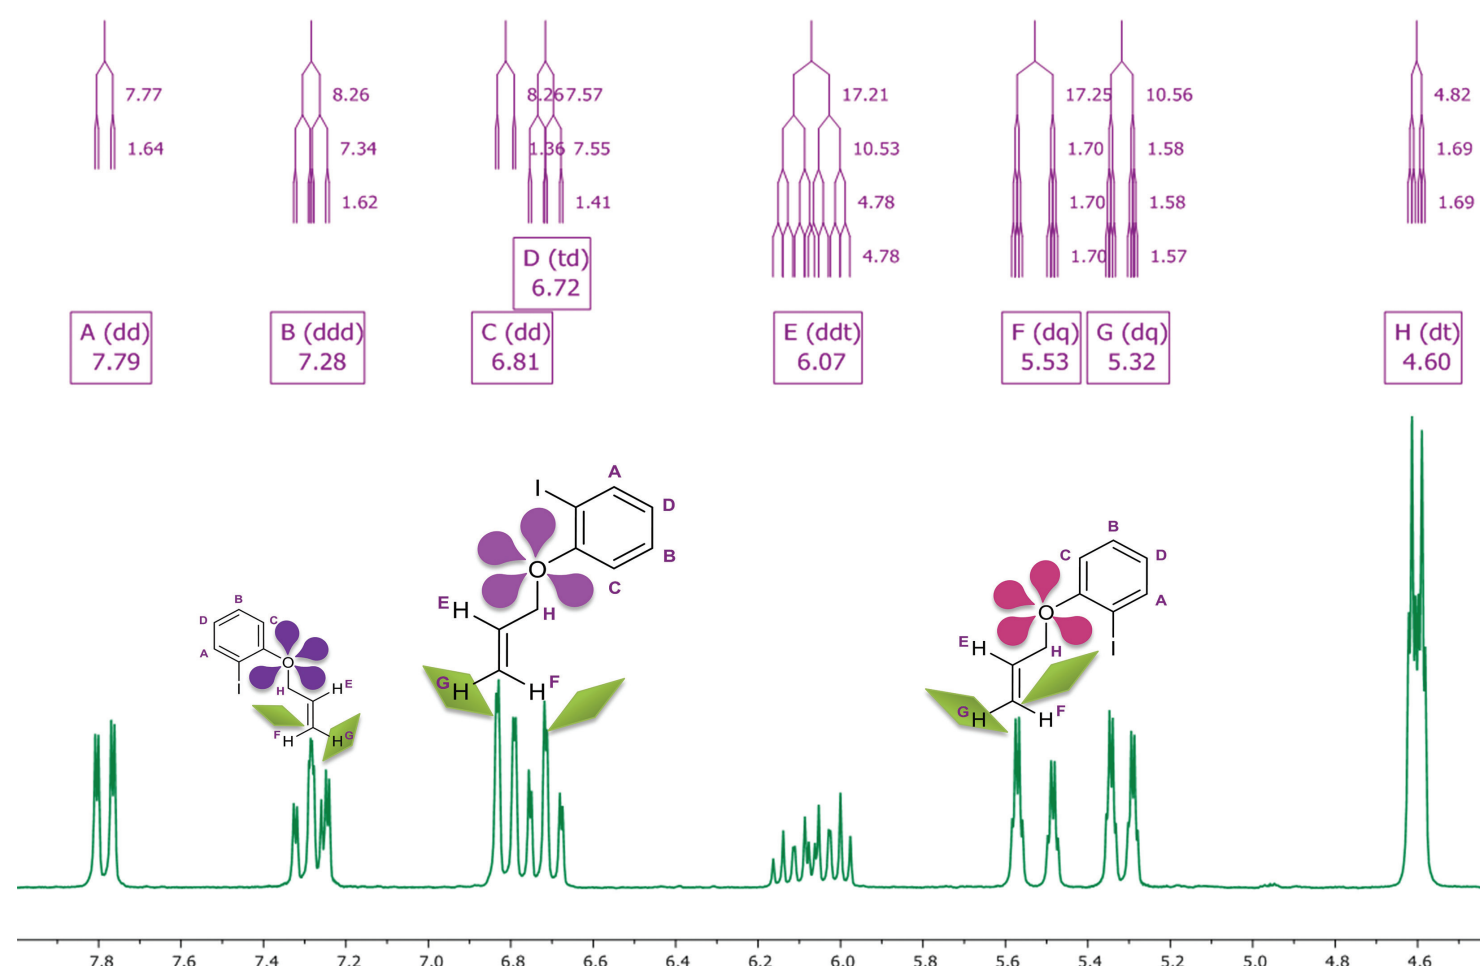 7.77
1.64
8.26
7.34
1.62
8.26
1.36
7.57
7.55
1.41
17.21
10.53
4.78
4.78
17.25
1.70
1.70
1.70
10.56
1.58
1.58
1.57
4.82
1.69
1.69
D (td)
6.72
A (dd)
7.79
B (ddd)
7.28
C (dd)
6.81
E (ddt)
6.07
F (dq)
5.53
G (dq)
5.32
H (dt)
4.60
B
D
C
A
I
O
H
H E
F H
H G
A
I
D
O
B
C
E H
H
G H
H F
B
C
D
O
A
E H
H
I
G H
H F
7.8 7.6 7.4 7.2 7.0 6.8 6.6 6.4 6.2 6.0 5.8 5.6 5.4 5.2 5.0 4.8 4.6